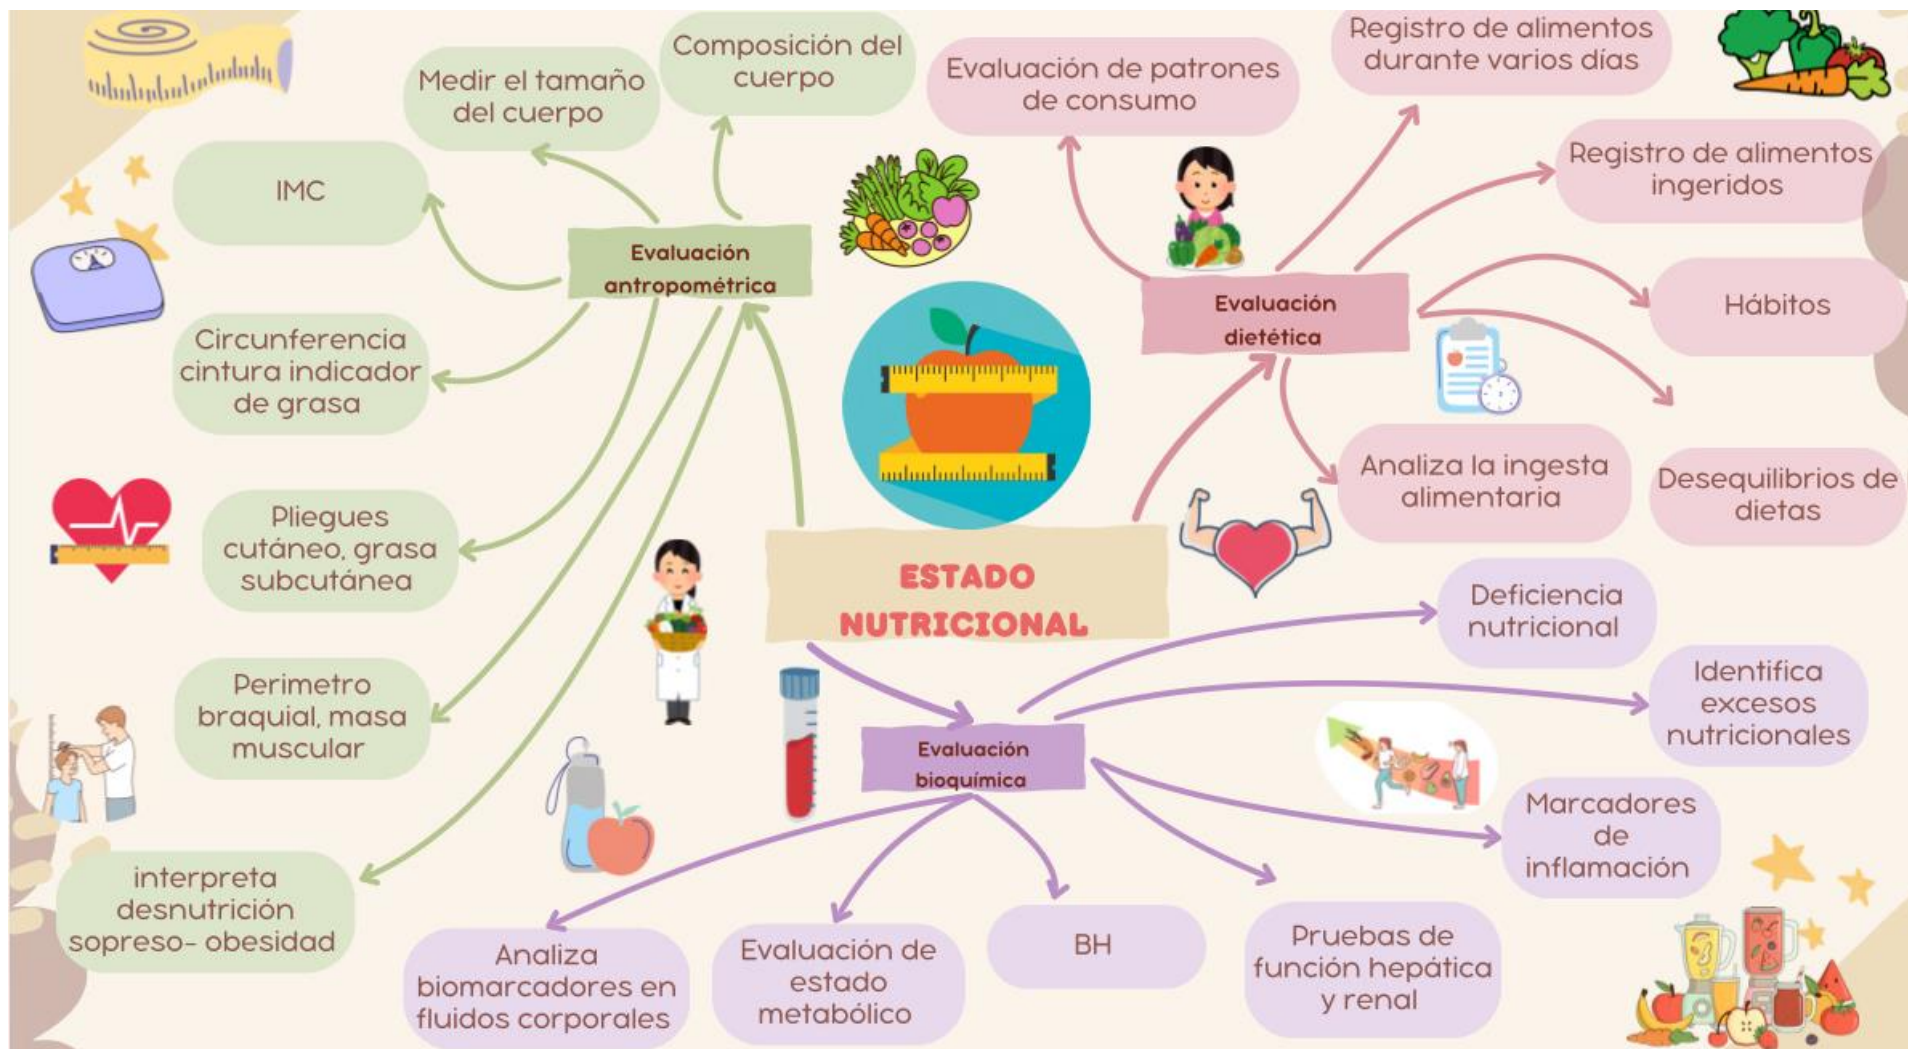 Composición del
cuerpo
Medir el tamaño
del cuerpo
IMC
Evaluación
antropométrica
Circunferencia
cintura indicador
de grasa
Pliegues
cutáneo, grasa
subcutánea
Perimetro
braquial, masa
muscular
interpreta
desnutrición
sopreso- obesidad
Evaluación de patrones
de consumo
Registro de alimentos
durante varios días
Registro de alimentos
ingeridos
Evaluación
dietética
Hábitos
Analiza la ingesta
alimentaria
Desequilibrios de
dietas
ESTADO
NUTRICIONAL
Deficiencia
nutricional
Identifica
excesos
nutricionales
Evaluación
bioquímica
Marcadores
de
inflamación
Analiza
biomarcadores en
fluidos corporales
Evaluación de
estado
metabólico
BH
Pruebas de
función hepática
y renal